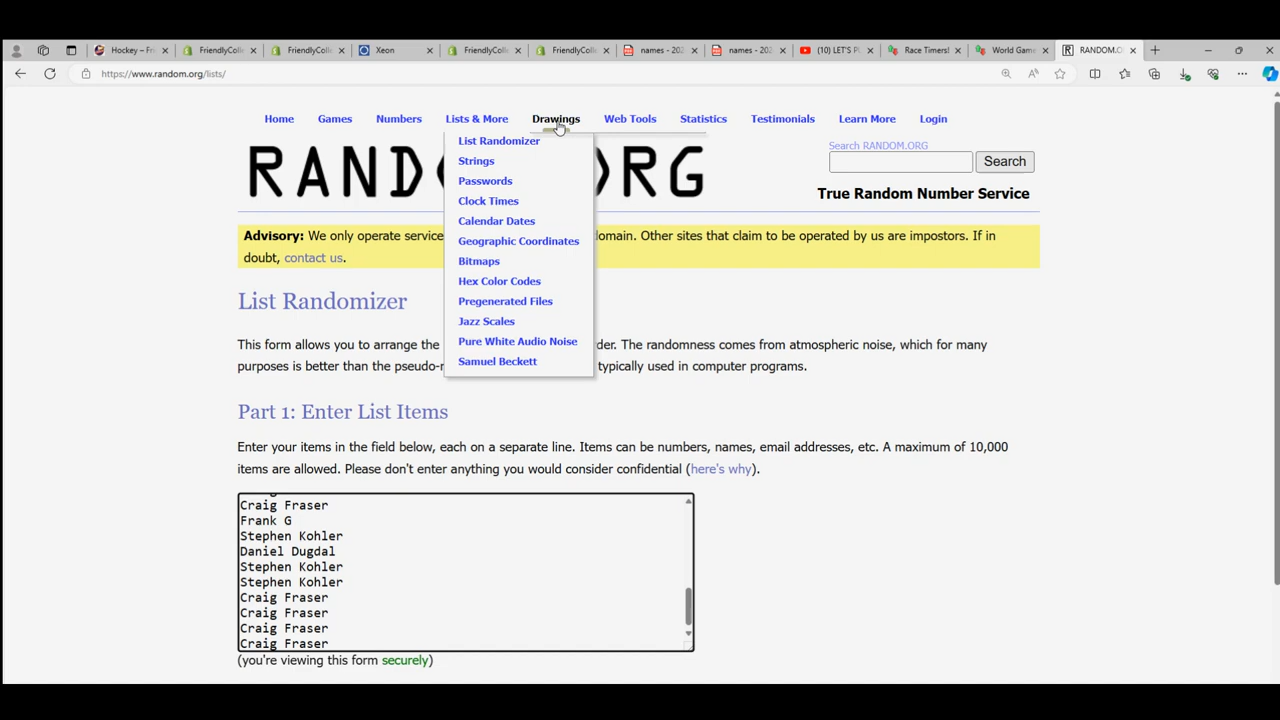 Hockey – Fri
FriendlyColle
FriendlyColle
Xeon
FriendlyColle
FriendlyColle
names - 202
names - 202
(10) LET'S PU
Race Timers!
World Game
RANDOM.O
https://www.random.org/lists/
Home
Games
Numbers
Lists & More
Drawings
Web Tools
Statistics
Testimonials
Learn More
Login
List Randomizer
Strings
Passwords
Clock Times
Calendar Dates
Geographic Coordinates
Bitmaps
Hex Color Codes
Pregenerated Files
Jazz Scales
Pure White Audio Noise
Samuel Beckett
RAND RG
Search RANDOM.ORG
Search
True Random Number Service
Advisory: We only operate service omain. Other sites that claim to be operated by us are impostors. If in
doubt, contact us.
List Randomizer
This form allows you to arrange the der. The randomness comes from atmospheric noise, which for many
purposes is better than the pseudo-r typically used in computer programs.
Part 1: Enter List Items
Enter your items in the field below, each on a separate line. Items can be numbers, names, email addresses, etc. A maximum of 10,000
items are allowed. Please don't enter anything you would consider confidential (here's why).
Craig Fraser
Frank G
Stephen Kohler
Daniel Dugdal
Stephen Kohler
Stephen Kohler
Craig Fraser
Craig Fraser
Craig Fraser
Craig Fraser
(you're viewing this form securely)